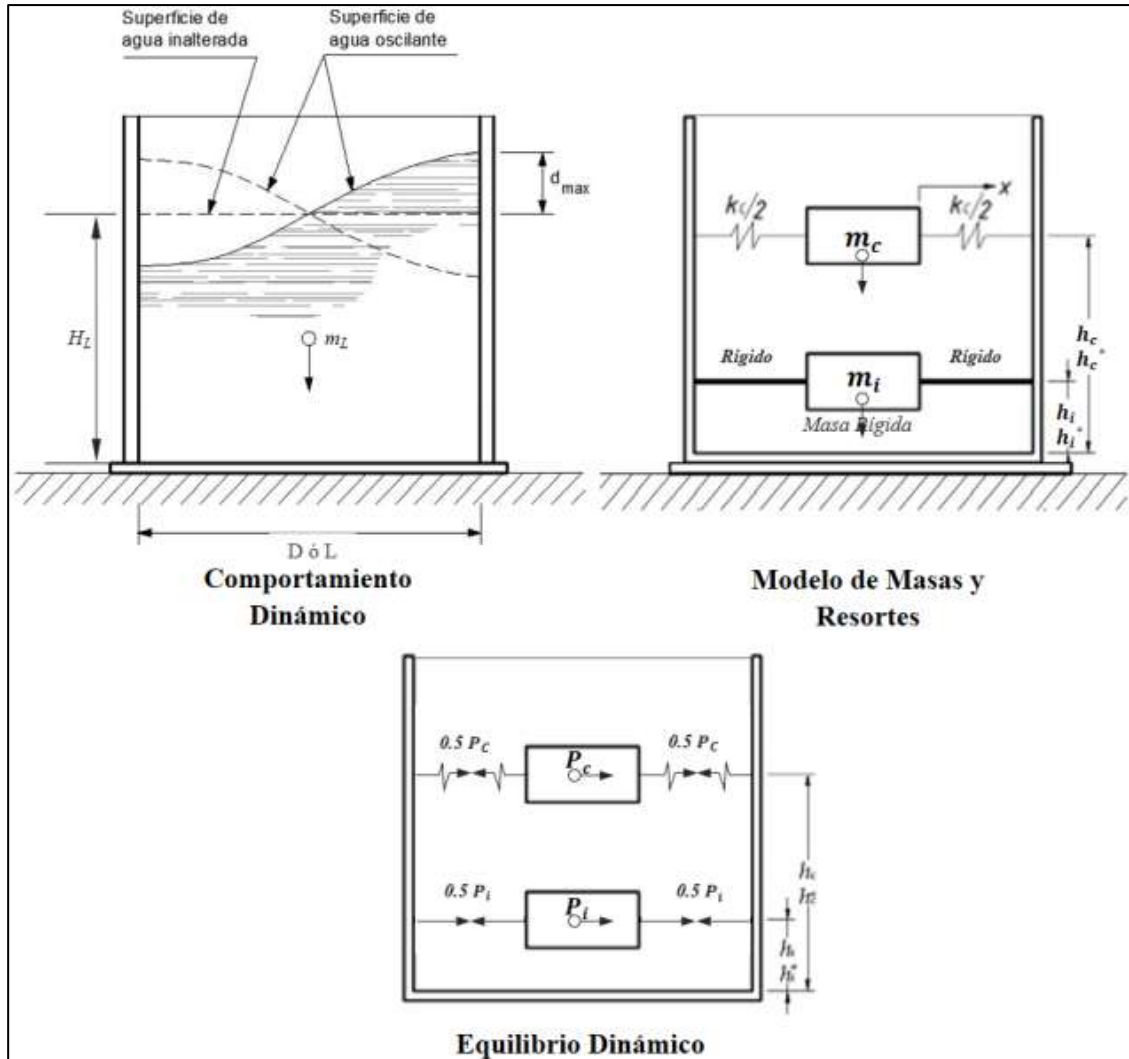 Superficie de
agua inalterada
Superficie de
agua oscilante
d max
H_L
m_L
D ó L
Comportamiento
Dinámico
k_c/2
x
k_c/2
m_c
h_c
h_c*
Rígido
Rígido
m_i
Masa Rígida
h_i
h_i*
Modelo de Masas y
Resortes
0.5 P_C
0.5 P_C
P_c
0.5 P_i
0.5 P_i
P_i
Equilibrio Dinámico